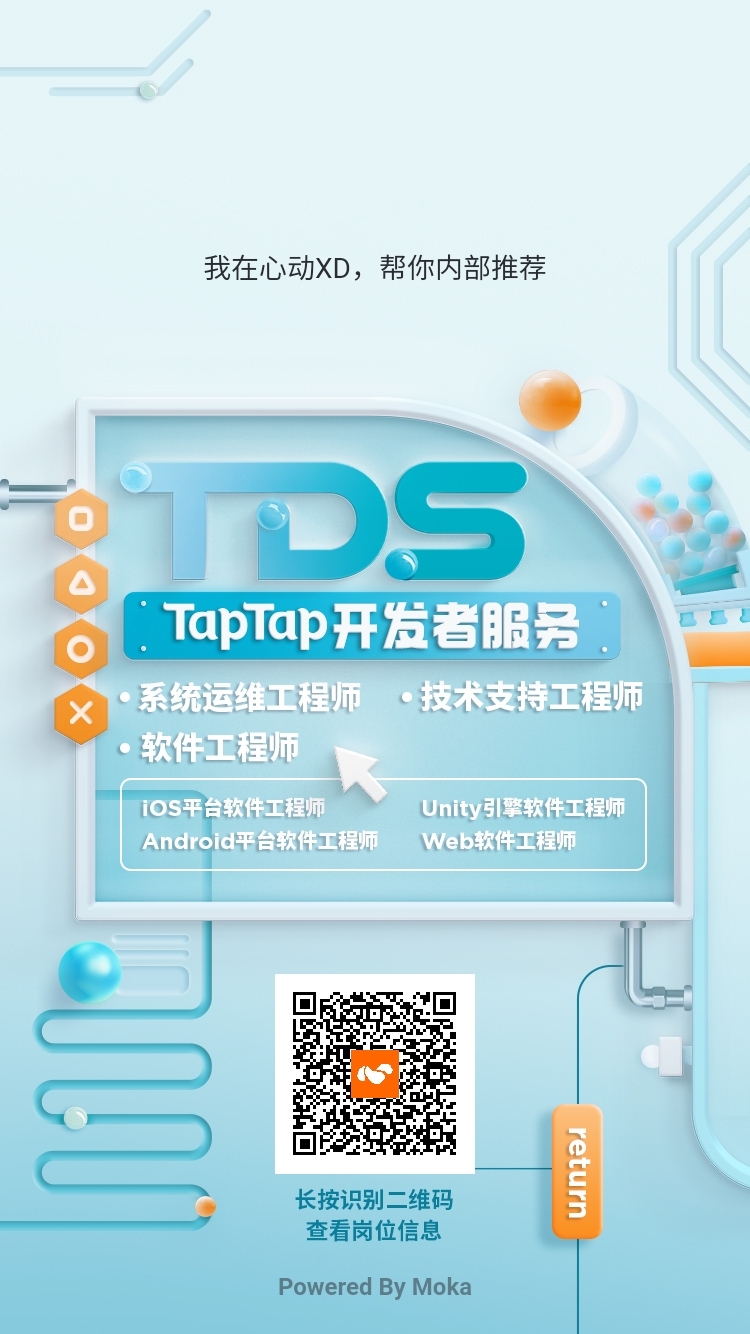 我在心动XD，帮你内部推荐
TDS
TapTap开发者服务
•系统运维工程师 •技术支持工程师
•软件工程师
iOS平台软件工程师 Unity引擎软件工程师
Android平台软件工程师 Web软件工程师
return
长按识别二维码
查看岗位信息
Powered By Moka